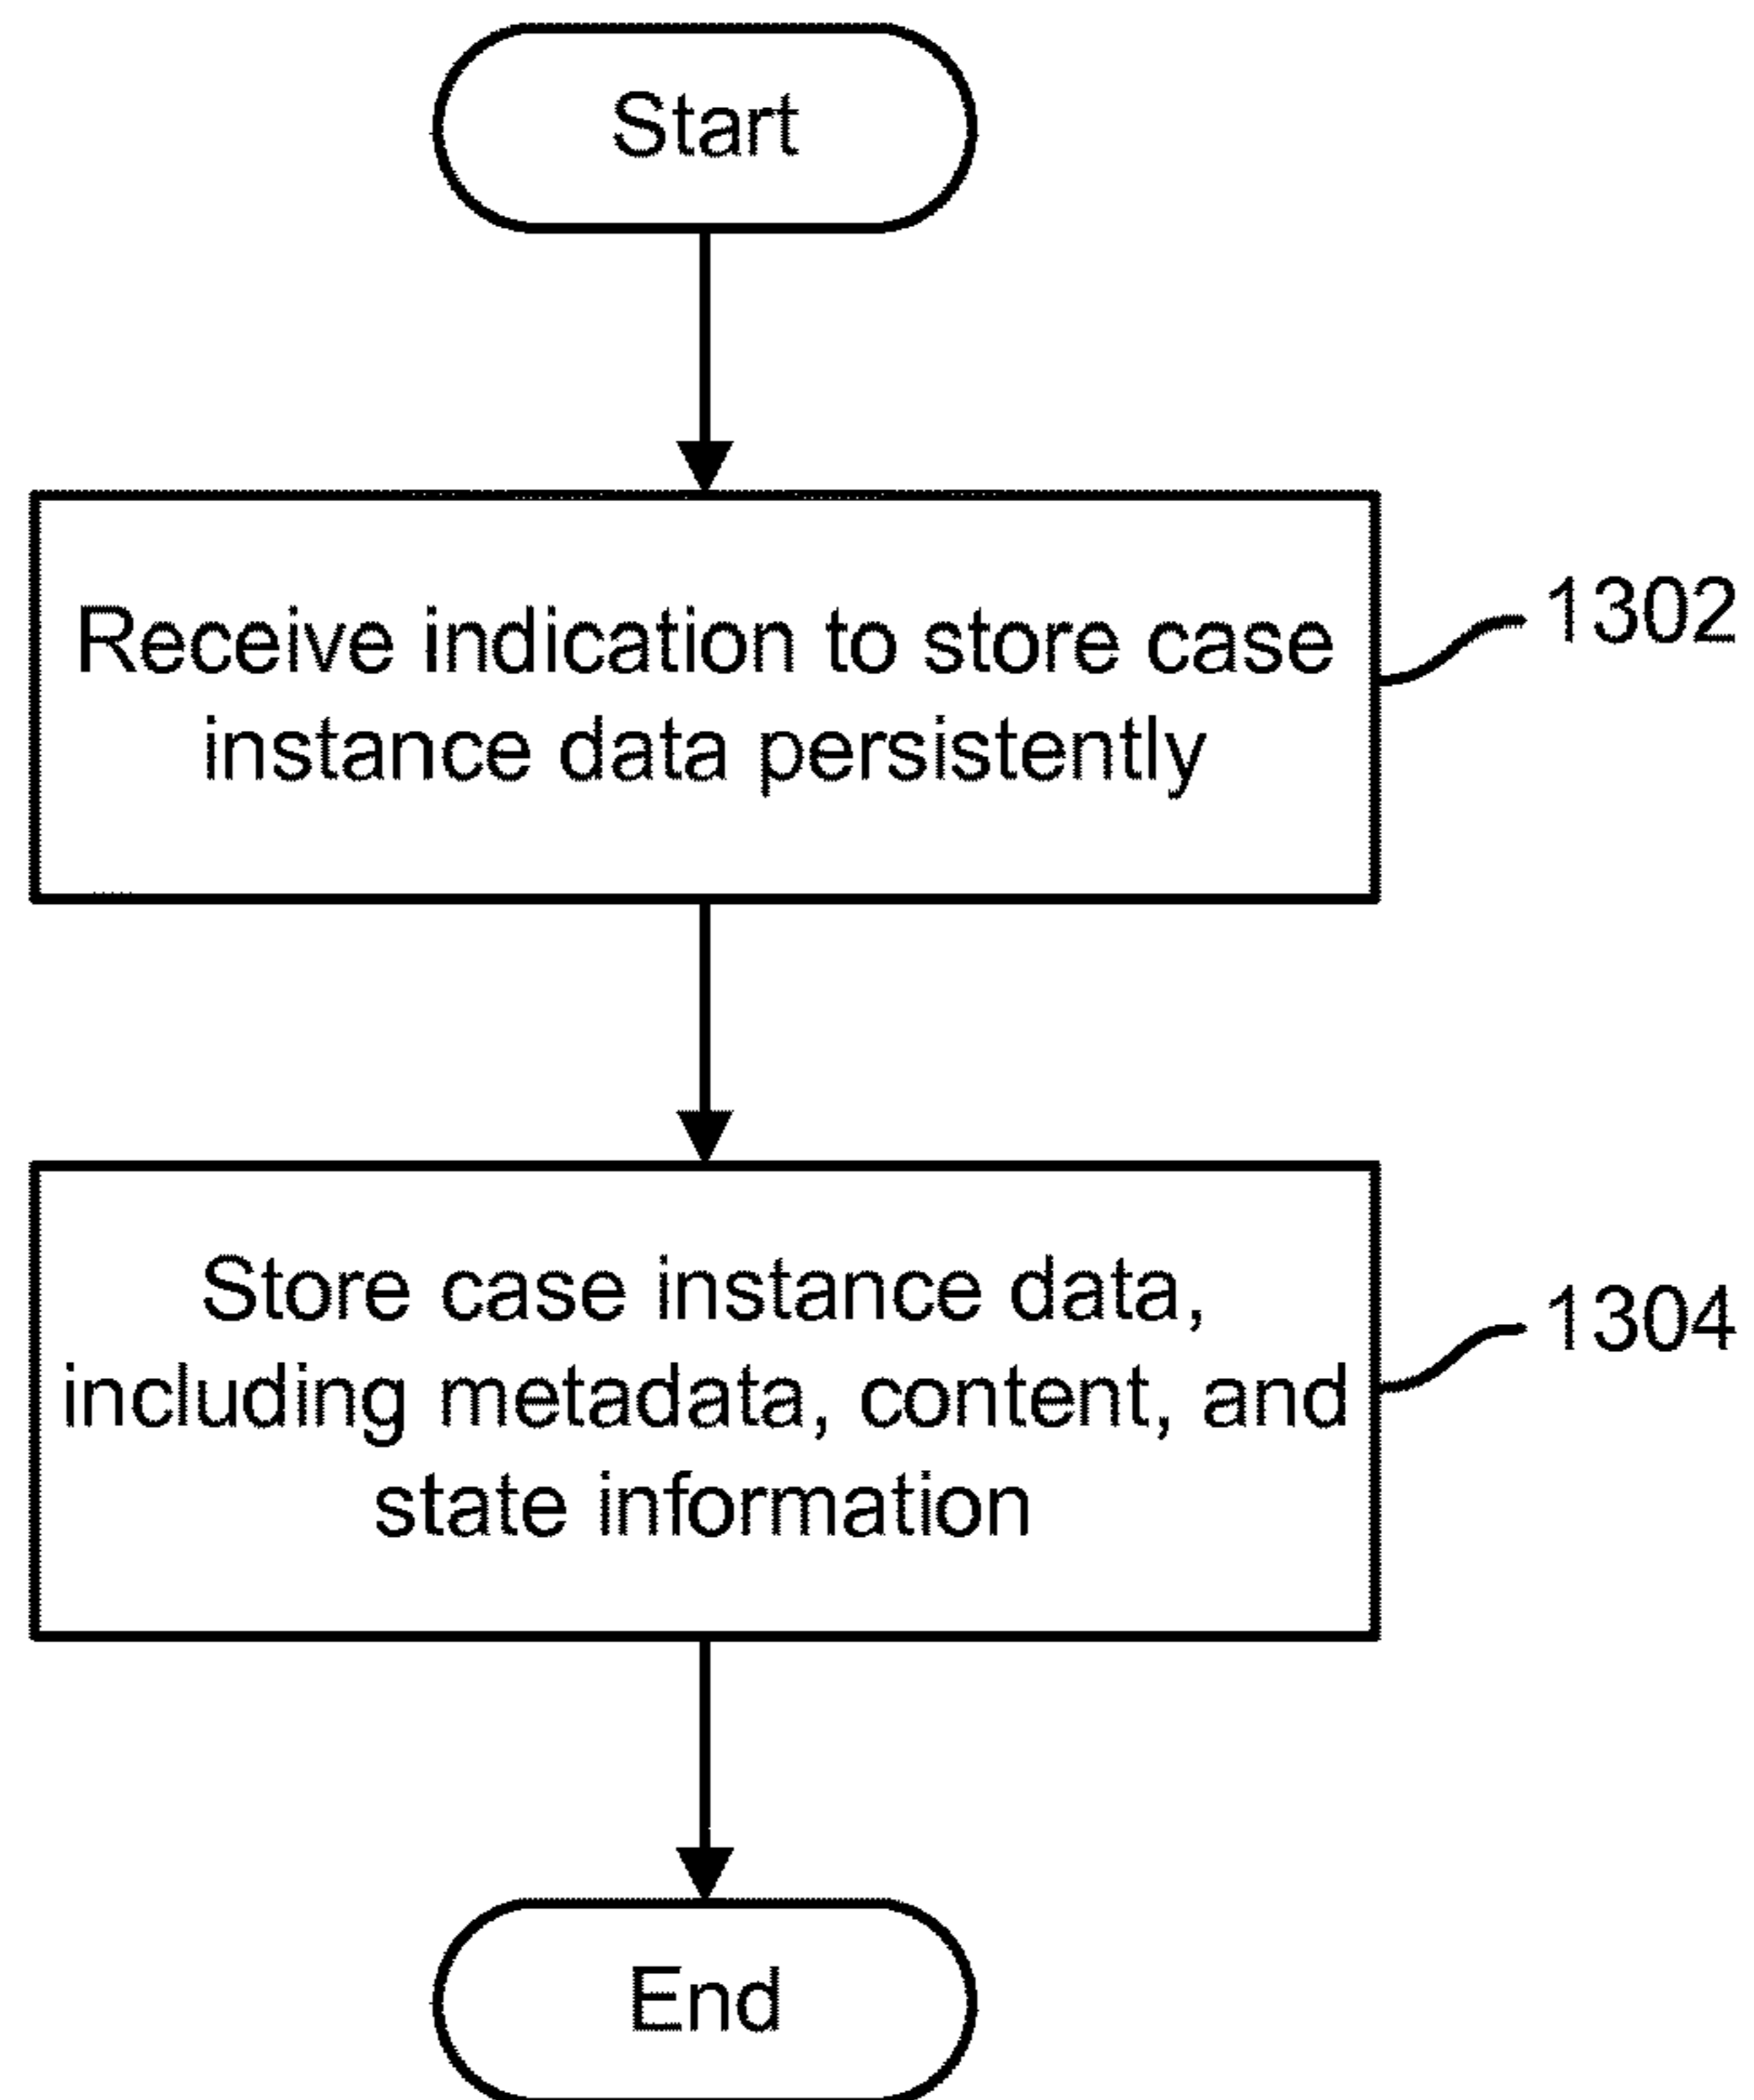 Start
Receive indication to store case
instance data persistently
1302
Store case instance data,
including metadata, content, and
state information
1304
End